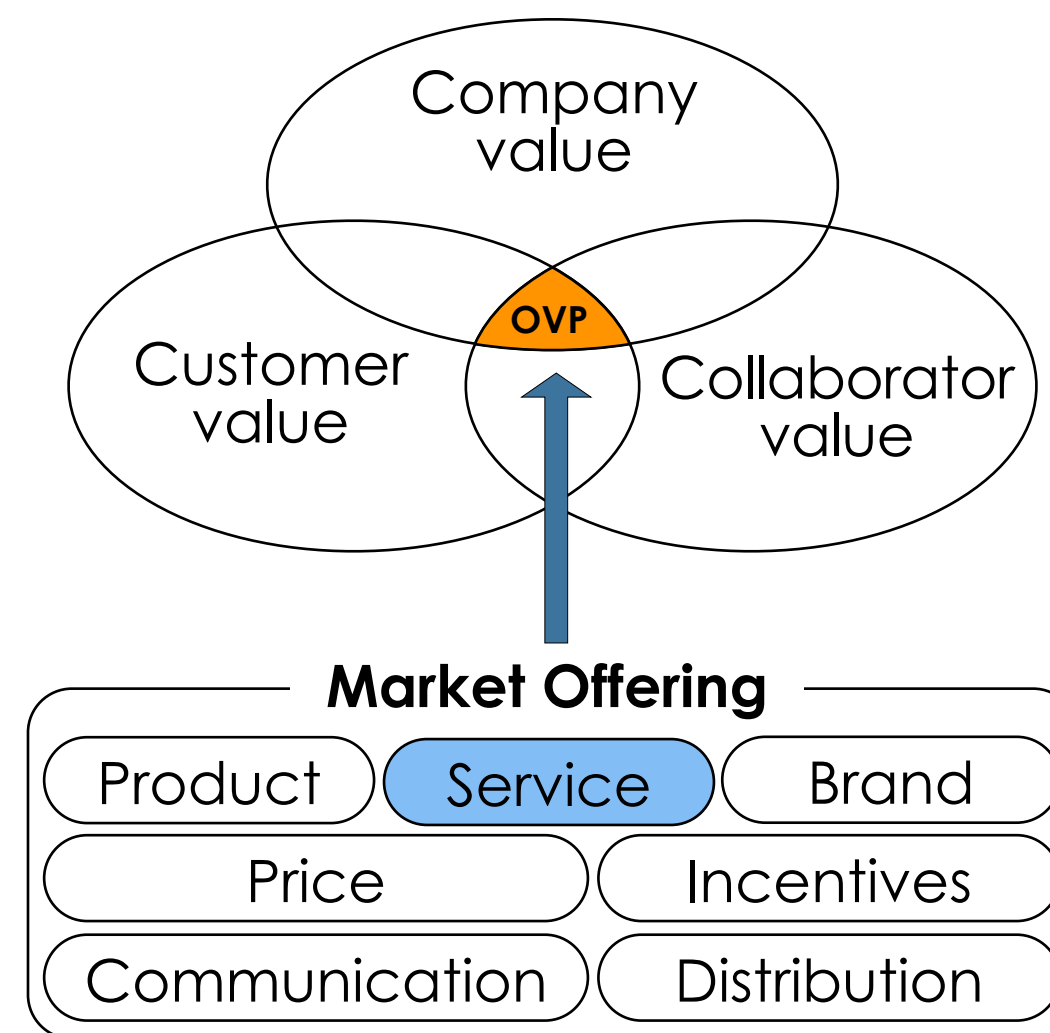 Company
value
OVP
Customer
value
Collaborator
value
Market Offering
Product
Service
Brand
Price
Incentives
Communication
Distribution